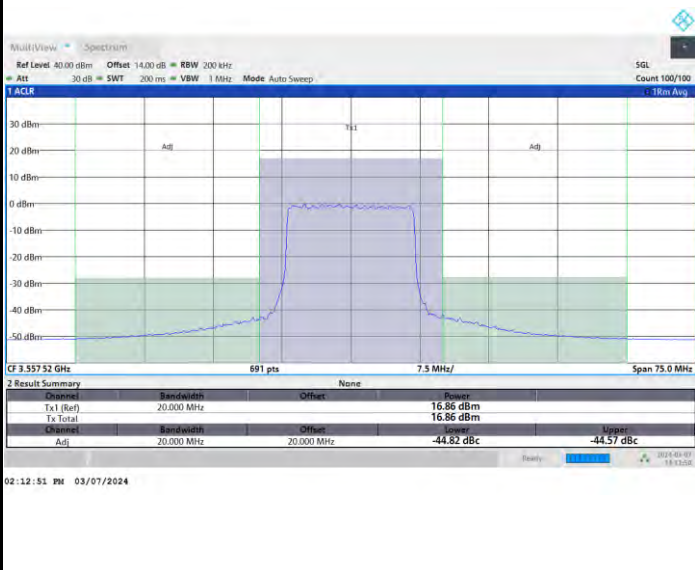 MultiView Spectrum
Ref Level 40.00 dBm Offset 14.00 dB RBW 200 kHz SGL
Att 30 dB SWT 200 ms VBW 1 MHz Mode Auto Sweep Count 100/100
1 ACLR 1Rm Avg
30 dBm
Tx1
20 dBm Adj Adj
10 dBm
0 dBm
-10 dBm
-20 dBm
-30 dBm
-40 dBm
-50 dBm
CF 3.557 52 GHz 691 pts 7.5 MHz/ Span 75.0 MHz
2 Result Summary None
Channel Bandwidth Offset Power
Tx1 (Ref) 20.000 MHz 16.86 dBm
Tx Total 16.86 dBm
Channel Bandwidth Offset Lower Upper
Adj 20.000 MHz 20.000 MHz -44.82 dBc -44.57 dBc
Ready
02:12:51 PM 03/07/2024